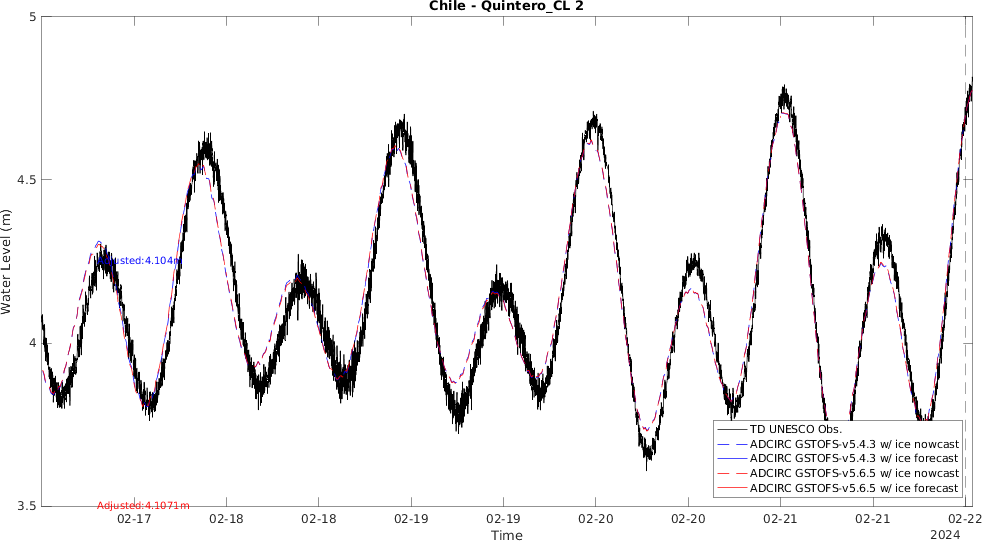 Chile - Quintero_CL 2
5
4.5
4
3.5
Water Level (m)
Adjusted:4.104m
Adjusted:4.1071m
TD UNESCO Obs.
ADCIRC GSTOFS-v5.4.3 w/ ice nowcast
ADCIRC GSTOFS-v5.4.3 w/ ice forecast
ADCIRC GSTOFS-v5.6.5 w/ ice nowcast
ADCIRC GSTOFS-v5.6.5 w/ ice forecast
02-17 02-18 02-18 02-19 02-19 02-20 02-20 02-21 02-21 02-22
Time
2024